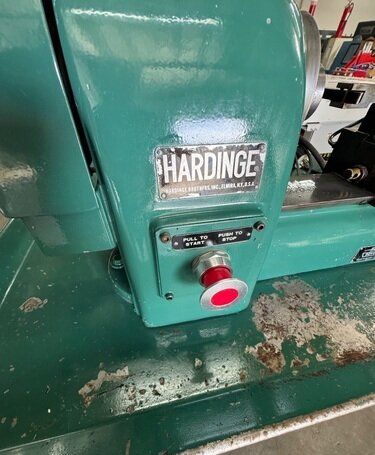 HARDINGE
HARDINGE BROTHERS, INC., ELMIRA, N.Y., U.S.A.
PULL TO START
PUSH TO STOP